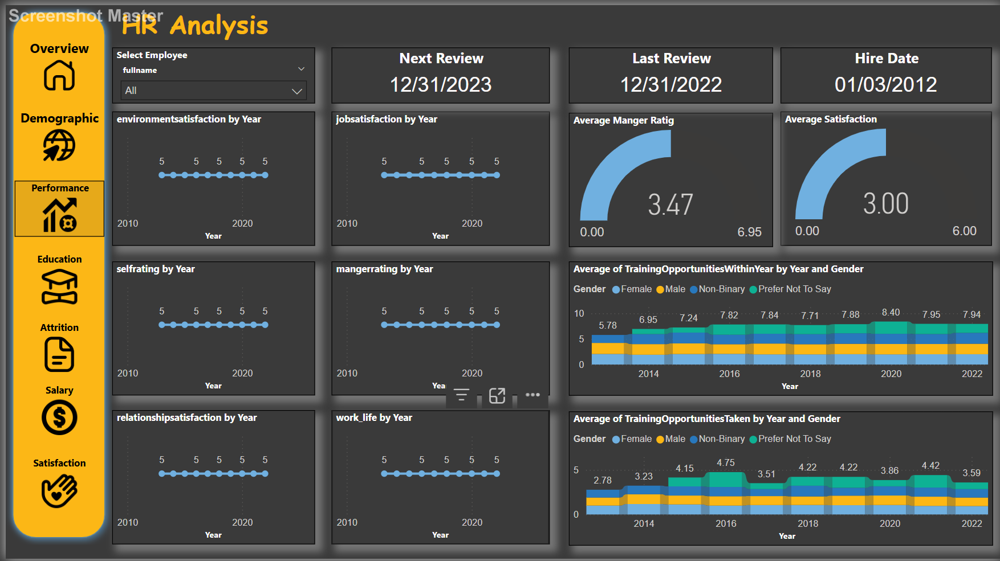 Screenshot Master
HR Analysis
Overview
Demographic
Performance
Education
Attrition
Salary
Satisfaction
Select Employee
fullname
All
Next Review
12/31/2023
Last Review
12/31/2022
Hire Date
01/03/2012
environmentsatisfaction by Year
5 5 5 5 5
2010 2020
Year
jobsatisfaction by Year
5 5 5 5 5
2010 2020
Year
Average Manger Ratig
3.47
0.00 6.95
Average Satisfaction
3.00
0.00 6.00
selfrating by Year
5 5 5 5 5
2010 2020
Year
mangerrating by Year
5 5 5 5 5
2010 2020
Yea
Average of TrainingOpportunitiesWithinYear by Year and Gender
Gender Female Male Non-Binary Prefer Not To Say
10
5
0
5.78 6.95 7.24 7.82 7.84 7.71 7.88 8.40 7.95 7.94
2014 2016 2018 2020 2022
Year
relationshipsatisfaction by Year
5 5 5 5 5
2010 2020
Year
work_life by Year
5 5 5 5 5
2010 2020
Year
Average of TrainingOpportunitiesTaken by Year and Gender
Gender Female Male Non-Binary Prefer Not To Say
5
0
2.78 3.23 4.15 4.75 3.51 4.22 4.22 3.86 4.42 3.59
2014 2016 2018 2020 2022
Year